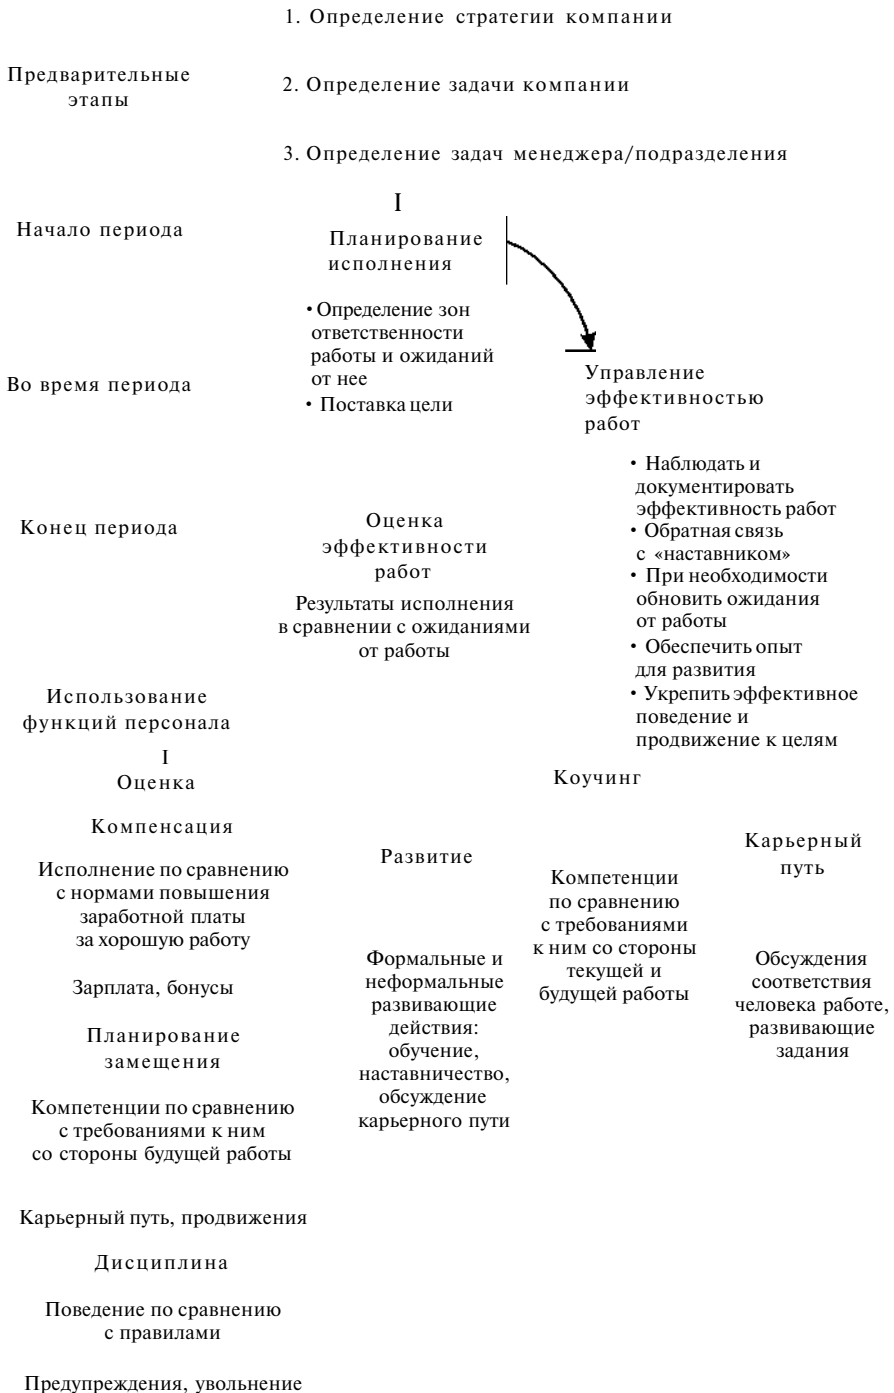 1. Определение стратегии компании
Предварительные
этапы
2. Определение задачи компании
3. Определение задач менеджера/подразделения
I
Начало периода
Планирование
исполнения
• Определение зон
ответственности
работы и ожиданий
от нее
• Поставка цели
Во время периода
Управление
эффективностью
работ
• Наблюдать и
документировать
эффективность работ
• Обратная связь
с «наставником»
• При необходимости
обновить ожидания
от работы
• Обеспечить опыт
для развития
• Укрепить эффективное
поведение и
продвижение к целям
Конец периода
Оценка
эффективности
работ
Результаты исполнения
в сравнении с ожиданиями
от работы
Использование
функций персонала
I
Оценка
Коучинг
Компенсация
Исполнение по сравнению
с нормами повышения
заработной платы
за хорошую работу
Зарплата, бонусы
Планирование
замещения
Компетенции по сравнению
с требованиями к ним
со стороны будущей работы
Карьерный путь, продвижения
Дисциплина
Поведение по сравнению
с правилами
Предупреждения, увольнение
Развитие
Формальные и
неформальные
развивающие
действия:
обучение,
наставничество,
обсуждение
карьерного пути
Компетенции
по сравнению
с требованиями
к ним со стороны
текущей и
будущей работы
Карьерный
путь
Обсуждения
соответствия
человека работе,
развивающие
задания